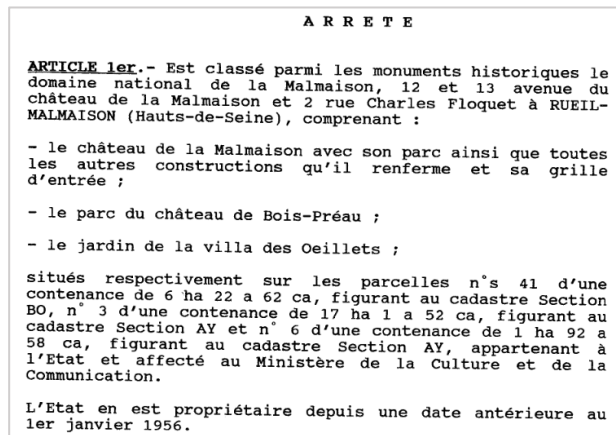 A R R E T E
ARTICLE 1er.- Est classé parmi les monuments historiques le
domaine national de la Malmaison, 12 et 13 avenue du
château de la Malmaison et 2 rue Charles Floquet à RUEIL-
MALMAISON (Hauts-de-Seine), comprenant :
- le château de la Malmaison avec son parc ainsi que toutes
les autres constructions qu'il renferme et sa grille
d'entrée ;
- le parc du château de Bois-Préau ;
- le jardin de la villa des Oeillets ;
situés respectivement sur les parcelles n°s 41 d'une
contenance de 6 ha 22 a 62 ca, figurant au cadastre Section
BO, n° 3 d'une contenance de 17 ha 1 a 52 ca, figurant au
cadastre Section AY et n° 6 d'une contenance de 1 ha 92 a
58 ca, figurant au cadastre Section AY, appartenant à
l'Etat et affecté au Ministère de la Culture et de la
Communication.
L'Etat en est propriétaire depuis une date antérieure au
1er janvier 1956.